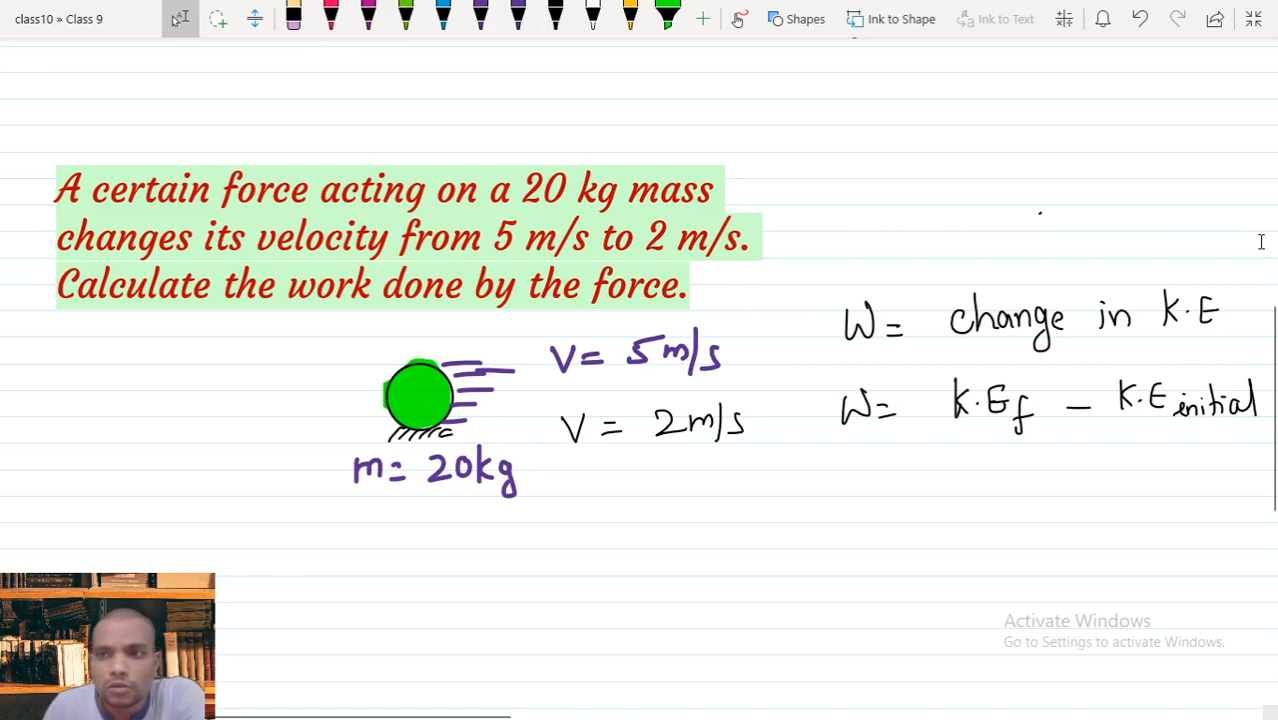 class10 » Class 9
Shapes
Ink to Shape
Ink to Text
A certain force acting on a 20 kg mass
changes its velocity from 5 m/s to 2 m/s.
Calculate the work done by the force.
V = 5m/s
V = 2m/s
m = 20kg
W = change in K.E
W = K.Ef - K.E initial
Activate Windows
Go to Settings to activate Windows.